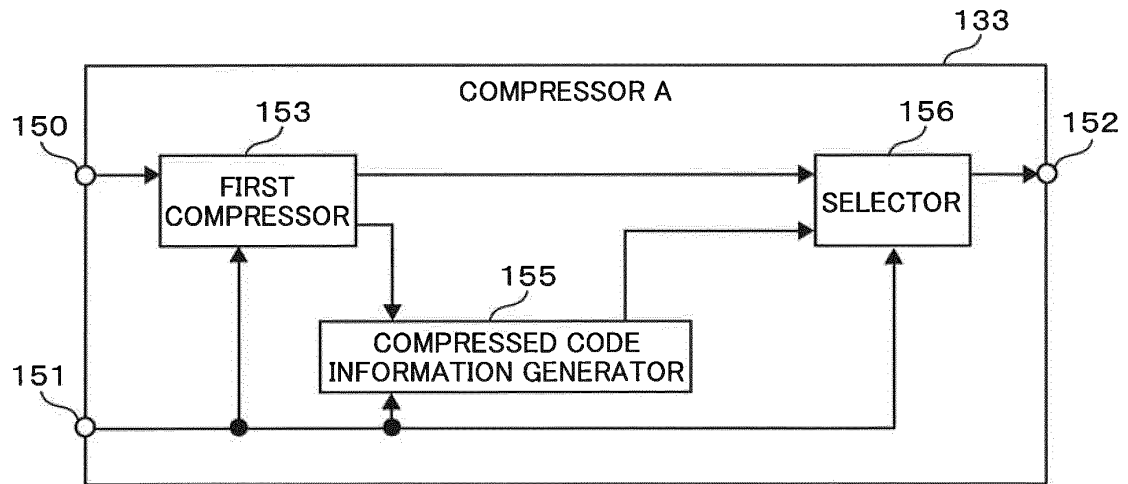 133
COMPRESSOR A
150
153
156
152
FIRST
COMPRESSOR
SELECTOR
155
COMPRESSED CODE
INFORMATION GENERATOR
151